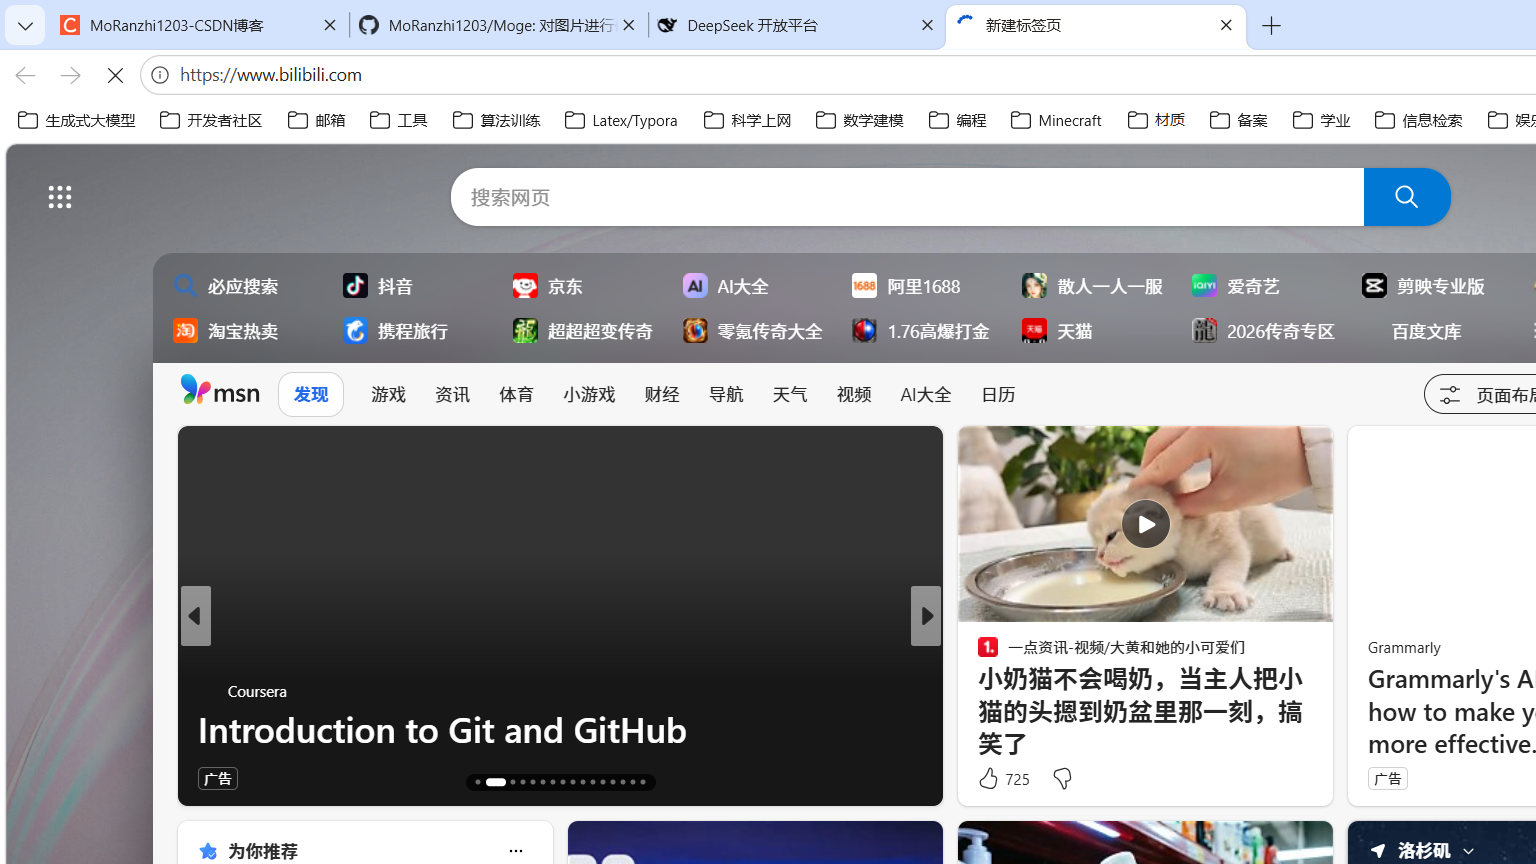 MoRanzhi1203-CSDN博客
MoRanzhi1203/Moge: 对图片进行
DeepSeek 开放平台
新建标签页
https://www.bilibili.com
生成式大模型
开发者社区
邮箱
工具
算法训练
Latex/Typora
科学上网
数学建模
编程
Minecraft
材质
备案
学业
信息检索
娱
搜索网页
必应搜索
抖音
京东
AI大全
阿里1688
散人一人一服
爱奇艺
剪映专业版
淘宝热卖
携程旅行
超超超变传奇
零氪传奇大全
1.76高爆打金
天猫
2026传奇专区
百度文库
msn
发现
游戏
资讯
体育
小游戏
财经
导航
天气
视频
AI大全
日历
页面布局
Coursera
Introduction to Git and GitHub
广告
一点资讯-视频/大黄和她的小可爱们
小奶猫不会喝奶，当主人把小
猫的头摁到奶盆里那一刻，搞
笑了
725
Grammarly
Grammarly's A
how to make y
more effective.
广告
为你推荐
洛杉矶